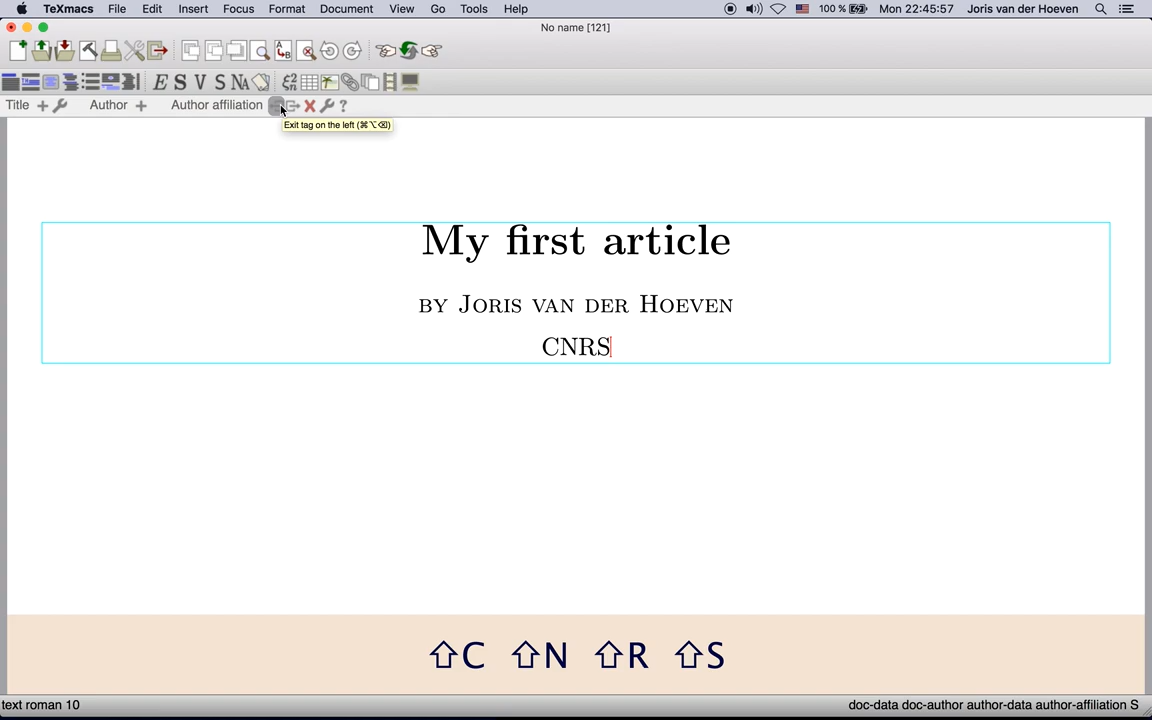 TeXmacs File Edit Insert Focus Format Document View Go Tools Help 100 % Mon 22:45:57 Joris van der Hoeven
No name [121]
E S V S NA
Title Author Author affiliation ?
Exit tag on the left (⌘⌥⌫)
My first article
BY JORIS VAN DER HOEVEN
CNRS
⇧C ⇧N ⇧R ⇧S
text roman 10 doc-data doc-author author-data author-affiliation S